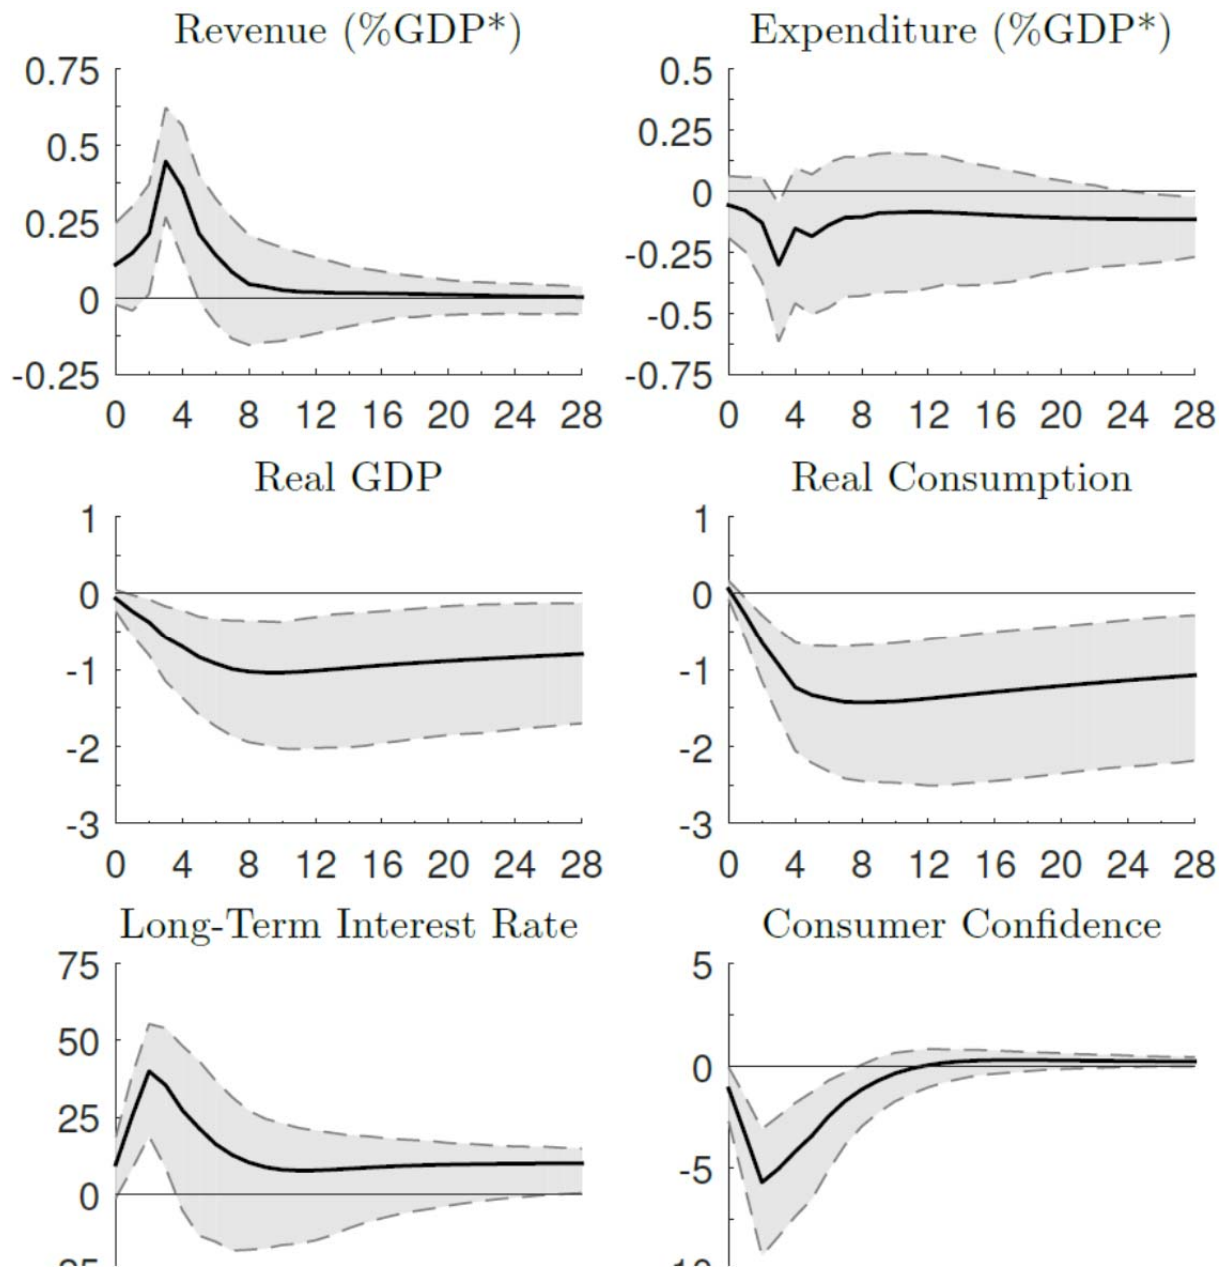 Revenue (%GDP*)
0.75
0.5
0.25
0
-0.25
0 4 8 12 16 20 24 28
Expenditure (%GDP*)
0.5
0.25
0
-0.25
-0.5
-0.75
0 4 8 12 16 20 24 28
Real GDP
1
0
-1
-2
-3
0 4 8 12 16 20 24 28
Real Consumption
1
0
-1
-2
-3
0 4 8 12 16 20 24 28
Long-Term Interest Rate
75
50
25
0
Consumer Confidence
5
0
-5